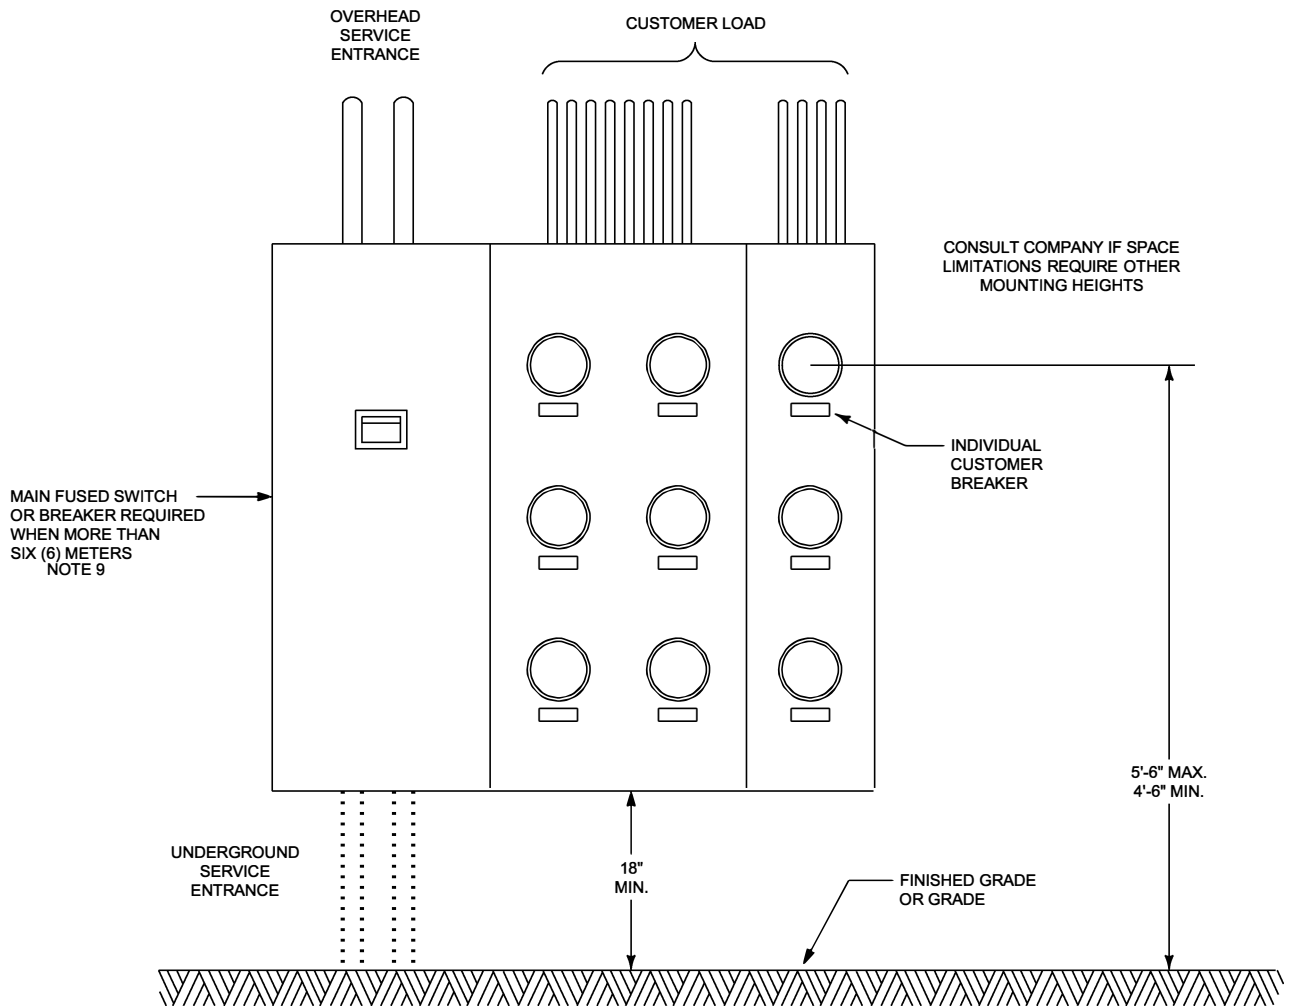 OVERHEAD
SERVICE
ENTRANCE
CUSTOMER LOAD
CONSULT COMPANY IF SPACE
LIMITATIONS REQUIRE OTHER
MOUNTING HEIGHTS
INDIVIDUAL
CUSTOMER
BREAKER
MAIN FUSED SWITCH
OR BREAKER REQUIRED
WHEN MORE THAN
SIX (6) METERS
NOTE 9
5'-6" MAX.
4'-6" MIN.
UNDERGROUND
SERVICE
ENTRANCE
18"
MIN.
FINISHED GRADE
OR GRADE